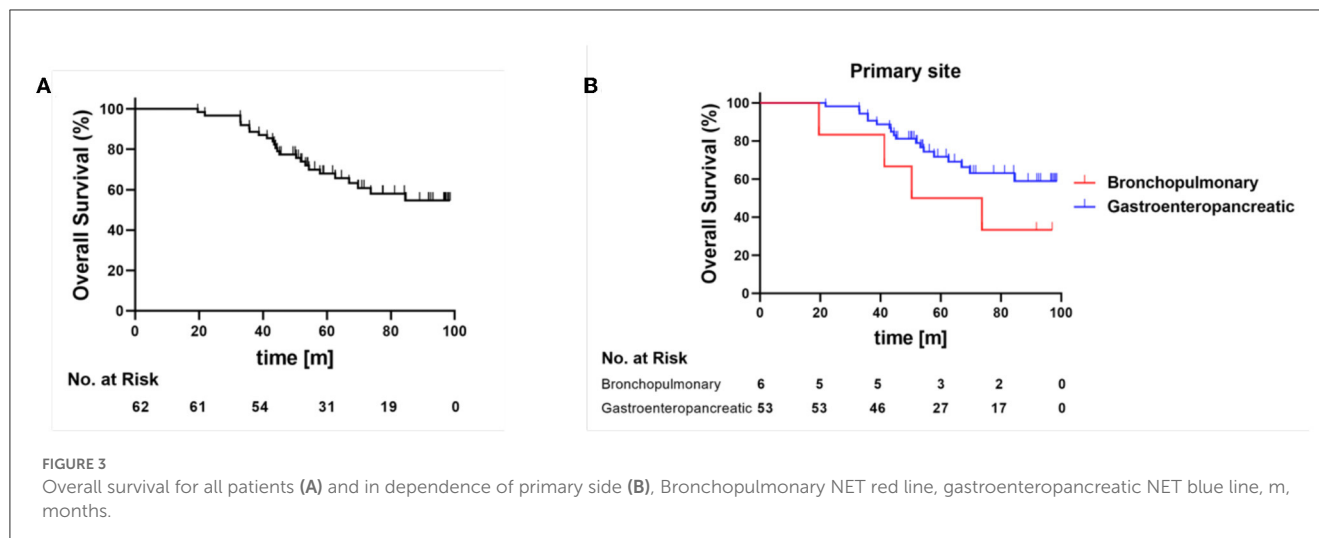 A
Overall Survival (%)
100
80
60
40
20
0
0 20 40 60 80 100
time [m]
No. at Risk
62 61 54 31 19 0
B
Primary site
Overall Survival (%)
100
80
60
40
20
0
0 20 40 60 80 100
time [m]
Bronchopulmonary
Gastroenteropancreatic
No. at Risk
Bronchopulmonary 6 5 5 3 2 0
Gastroenteropancreatic 53 53 46 27 17 0
FIGURE 3
Overall survival for all patients (A) and in dependence of primary side (B), Bronchopulmonary NET red line, gastroenteropancreatic NET blue line, m,
months.